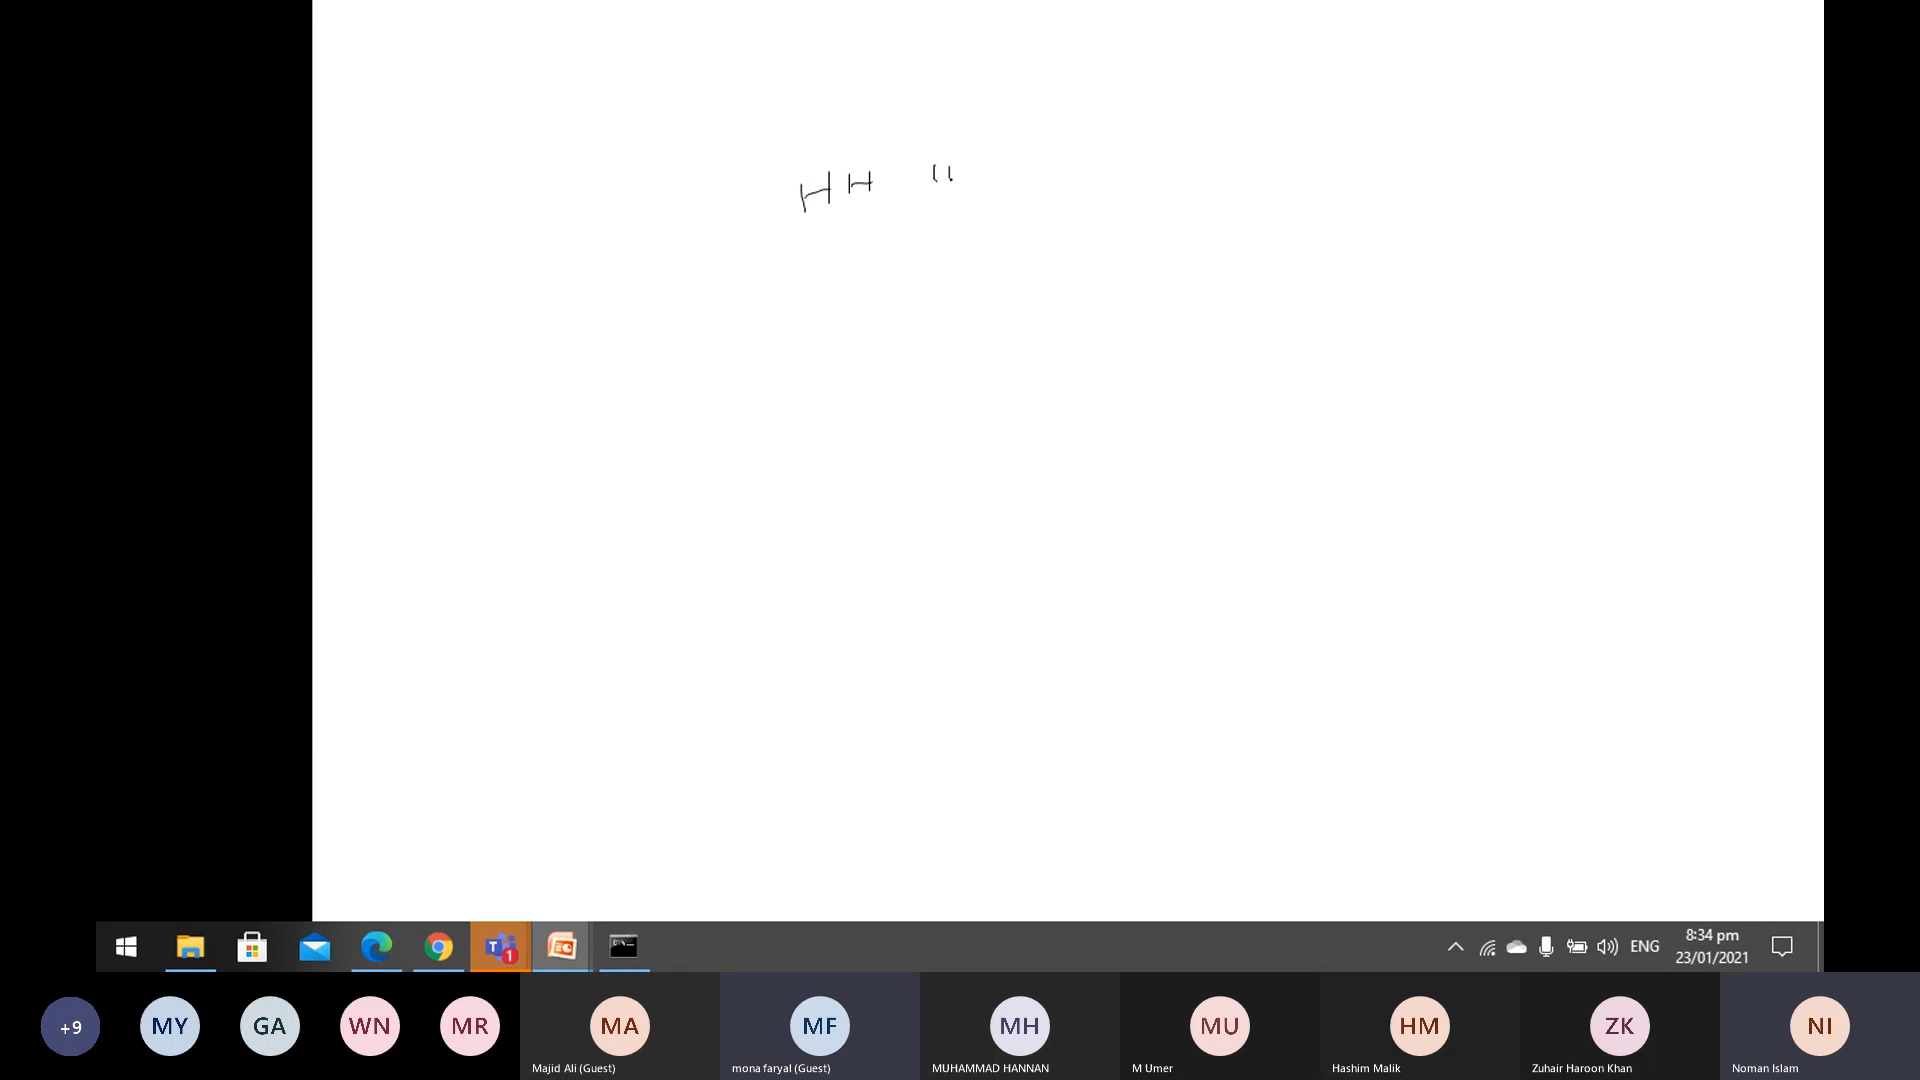 H H "
8:34 pm
ENG
23/01/2021
1
+9 MY GA WN MR MA MF MH MU HM ZK NI
Majid Ali (Guest) mona faryal (Guest) MUHAMMAD HANNAN M Umer Hashim Malik Zuhair Haroon Khan Noman Islam